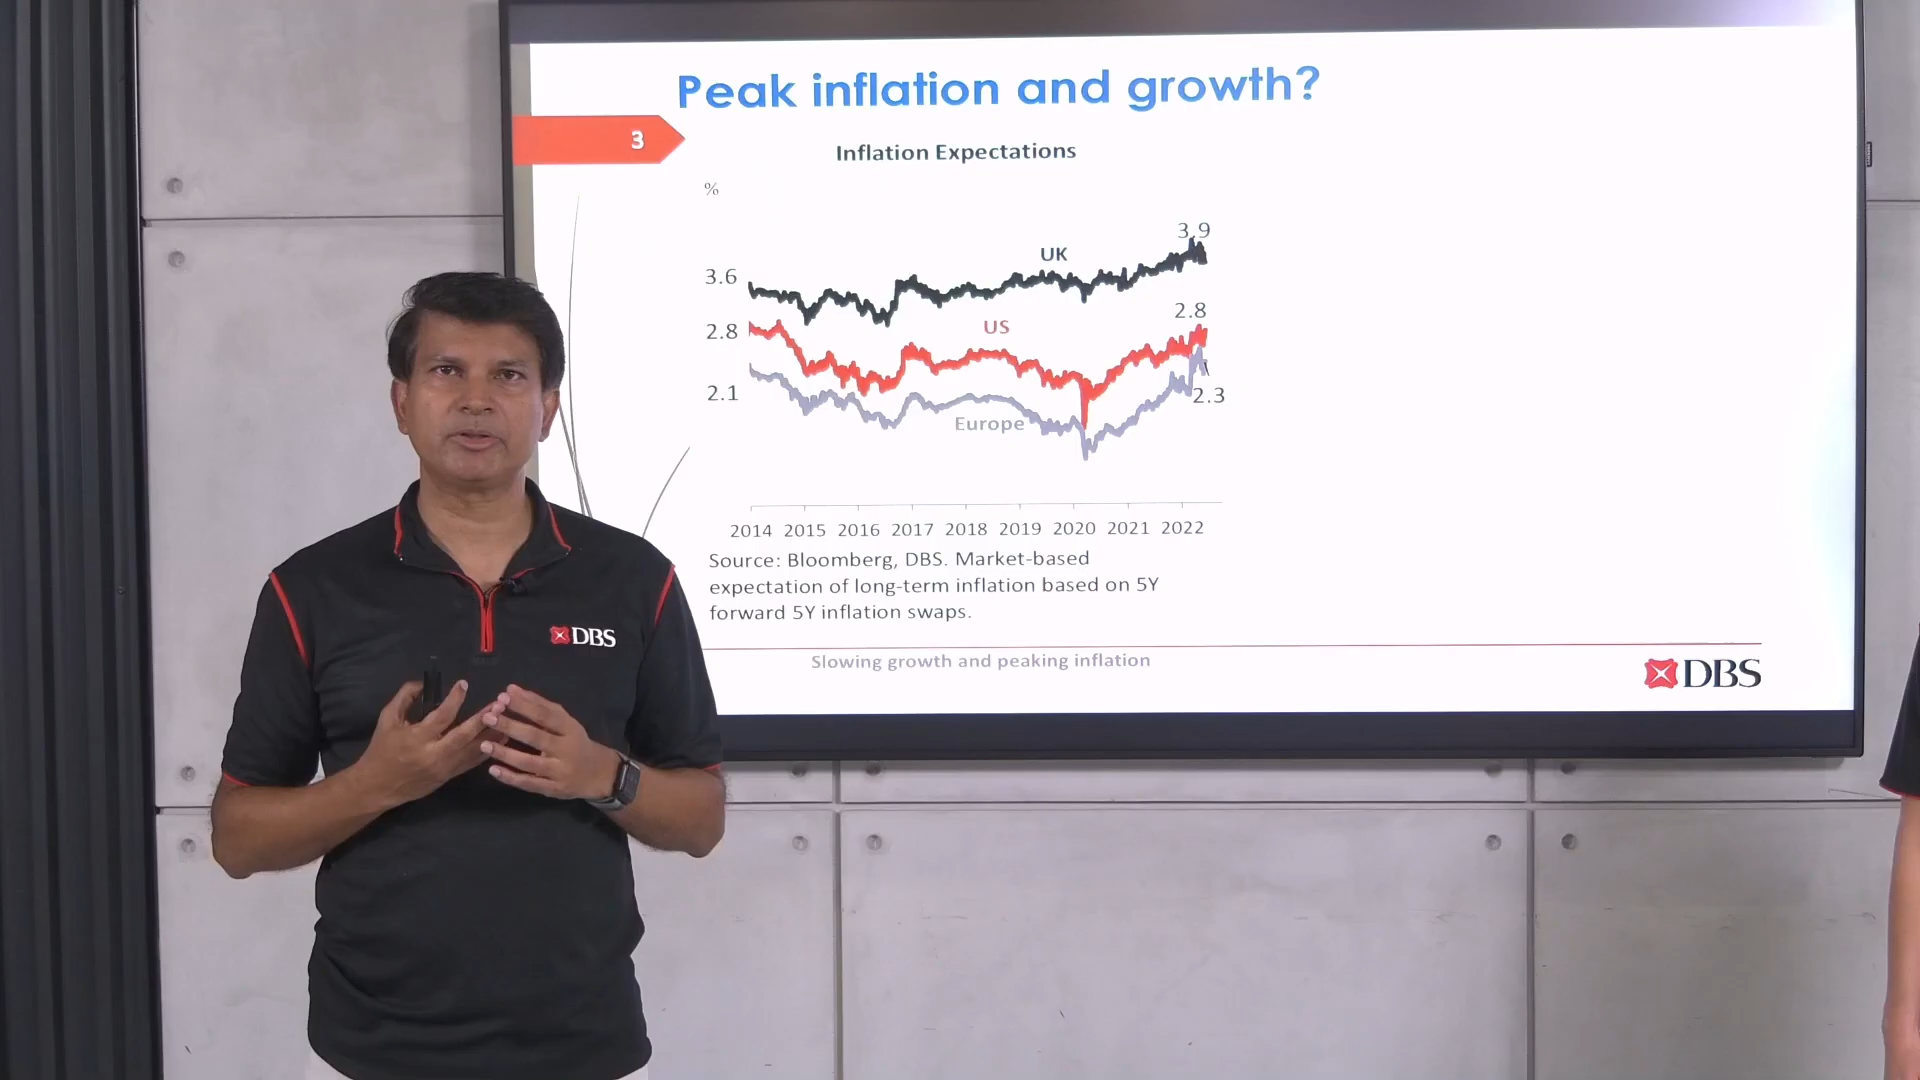 Peak inflation and growth?
3
Inflation Expectations
%
3.9
UK
3.6
2.8
US
2.8
2.1
2.3
Europe
2014 2015 2016 2017 2018 2019 2020 2021 2022
Source: Bloomberg, DBS. Market-based
expectation of long-term inflation based on 5Y
forward 5Y inflation swaps.
Slowing growth and peaking inflation
DBS
DBS